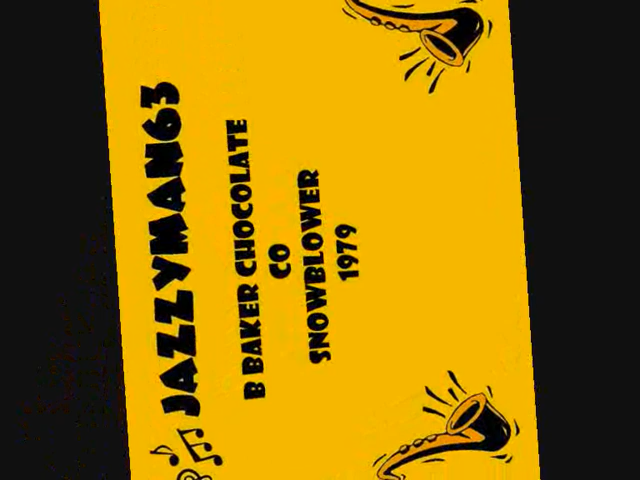 JAZZYMAN63
B BAKER CHOCOLATE
CO
SNOWBLOWER
1979